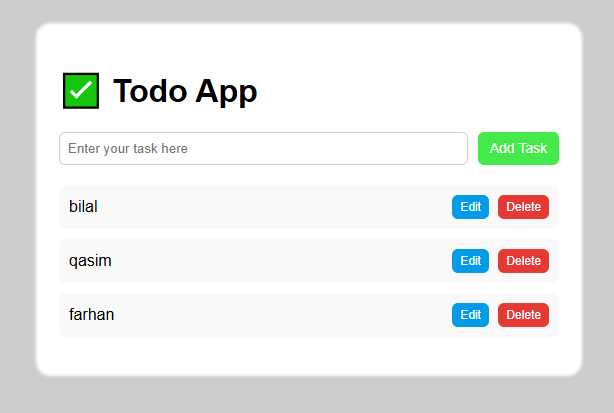 Todo App
Enter your task here Add Task
bilal Edit Delete
qasim Edit Delete
farhan Edit Delete